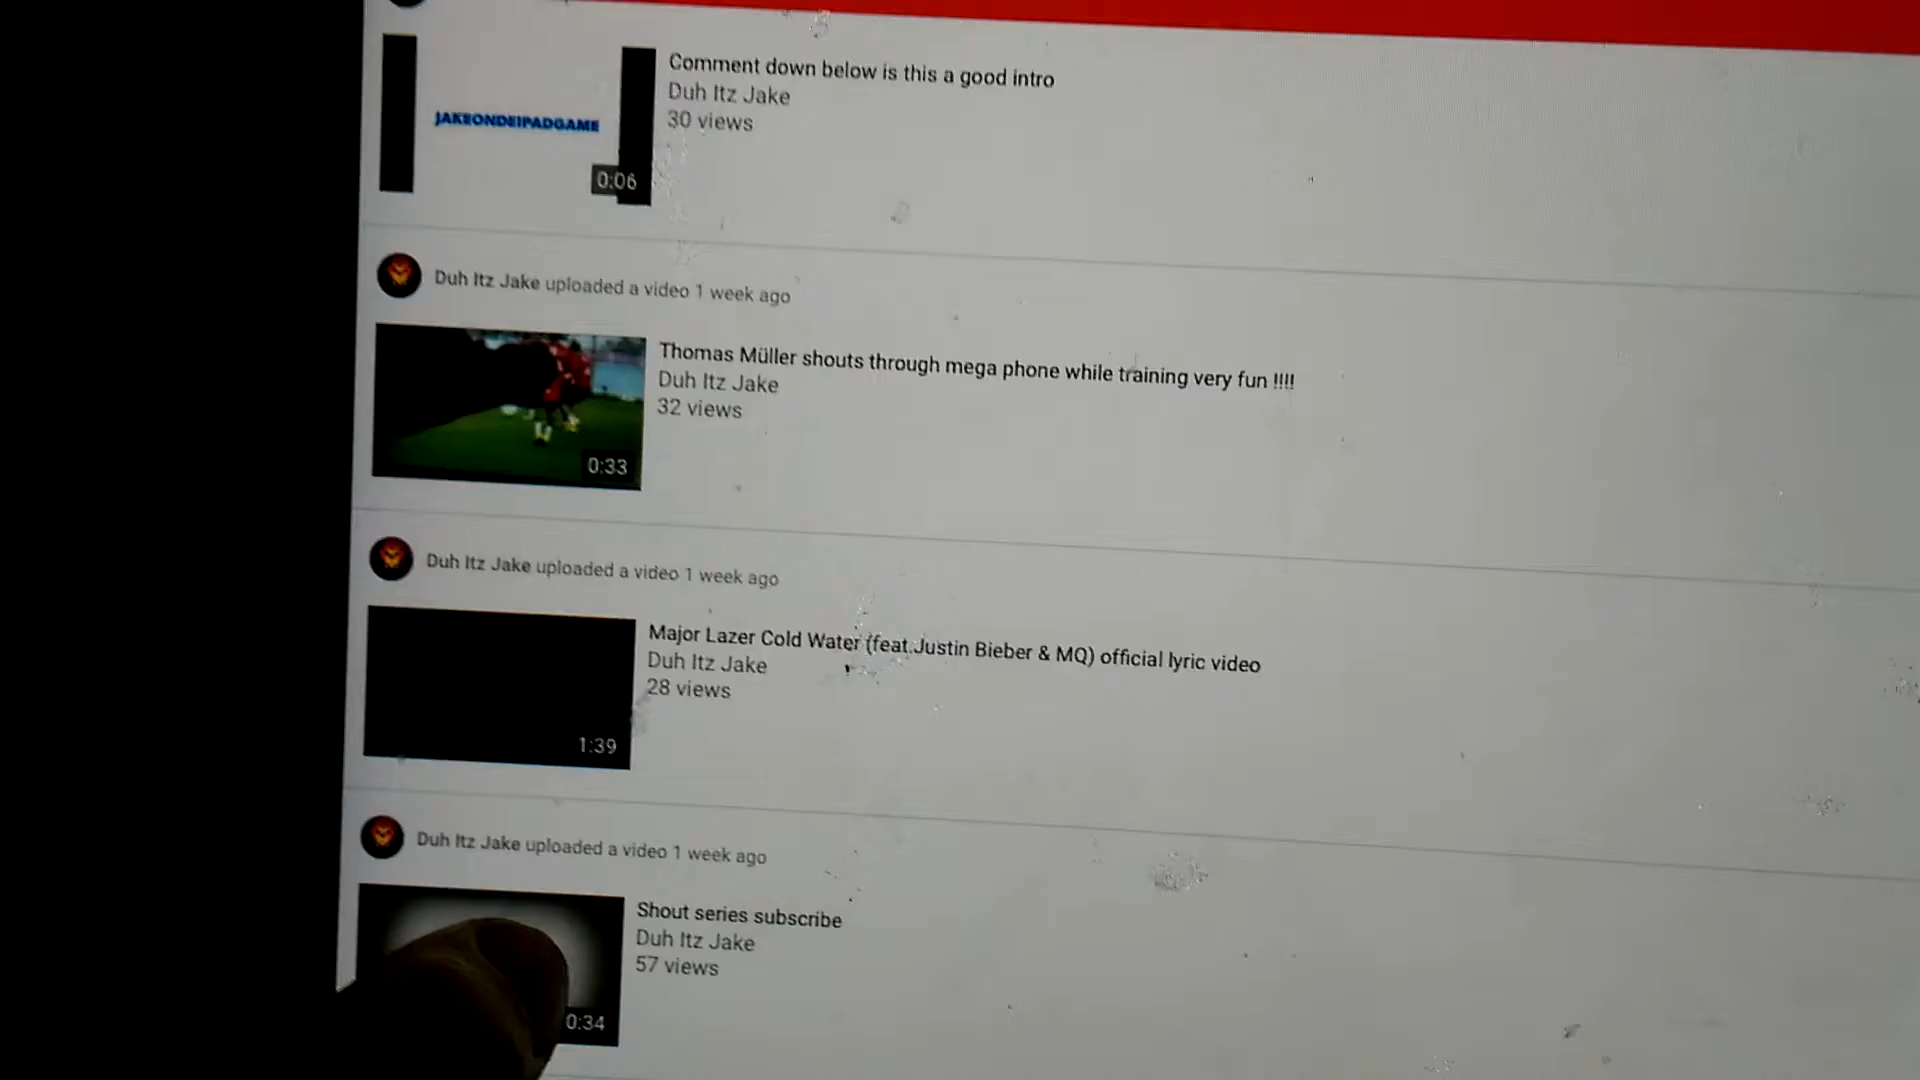 Comment down below is this a good intro
Duh Itz Jake
30 views
JAKEONDEIPADGAME
0:06
Duh Itz Jake uploaded a video 1 week ago
Thomas Müller shouts through mega phone while training very fun !!!!
Duh Itz Jake
32 views
0:33
Duh Itz Jake uploaded a video 1 week ago
Major Lazer Cold Water (feat.Justin Bieber & MQ) official lyric video
Duh Itz Jake
28 views
1:39
Duh Itz Jake uploaded a video 1 week ago
Shout series subscribe
Duh Itz Jake
57 views
0:34